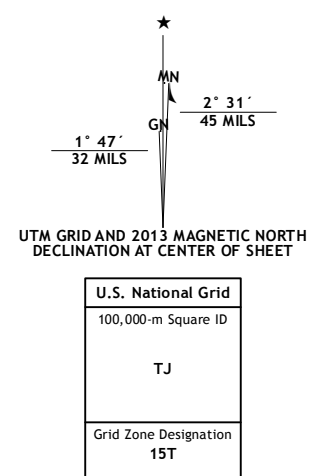 ★
MN
GN
2° 31´
45 MILS
1° 47´
32 MILS
UTM GRID AND 2013 MAGNETIC NORTH
DECLINATION AT CENTER OF SHEET
U.S. National Grid
100,000-m Square ID
TJ
Grid Zone Designation
15T